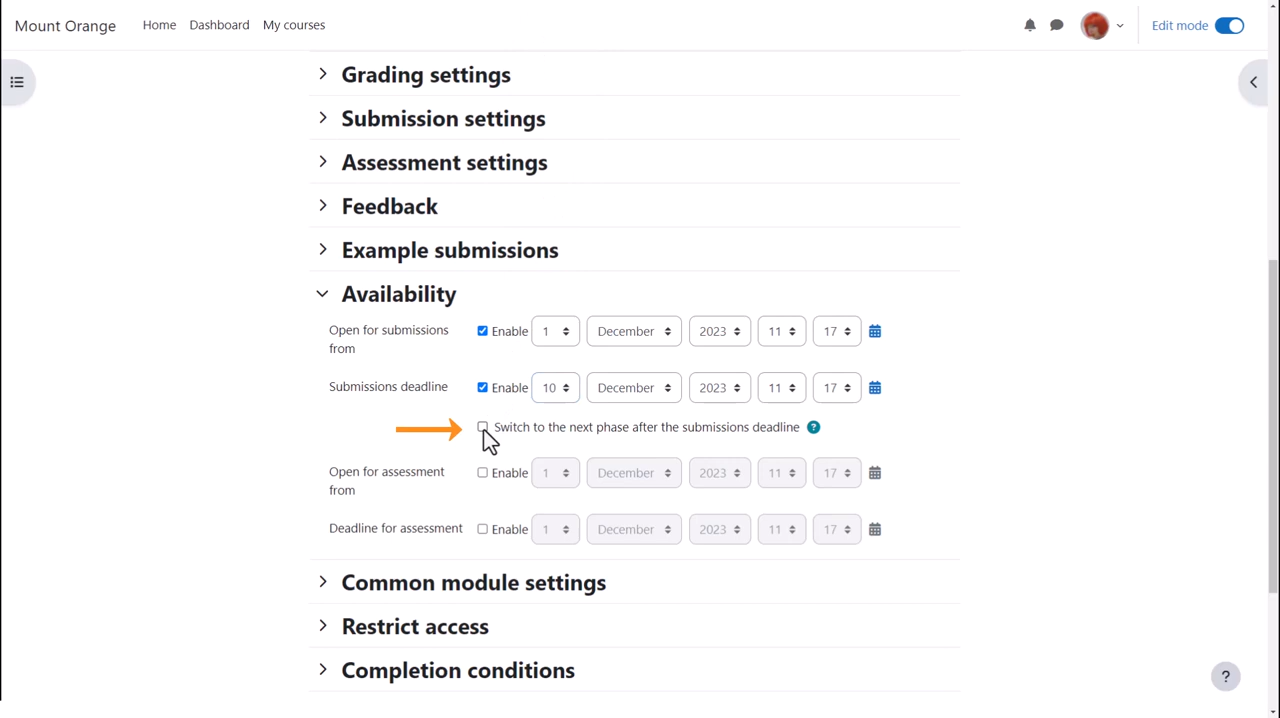 Mount Orange Home Dashboard My courses Edit mode
Grading settings
Submission settings
Assessment settings
Feedback
Example submissions
Availability
Open for submissions from
Enable 1 December 2023 11 17
Submissions deadline Enable 10 December 2023 11 17
Switch to the next phase after the submissions deadline ?
Open for assessment from
Enable 1 December 2023 11 17
Deadline for assessment Enable 1 December 2023 11 17
Common module settings
Restrict access
Completion conditions
?